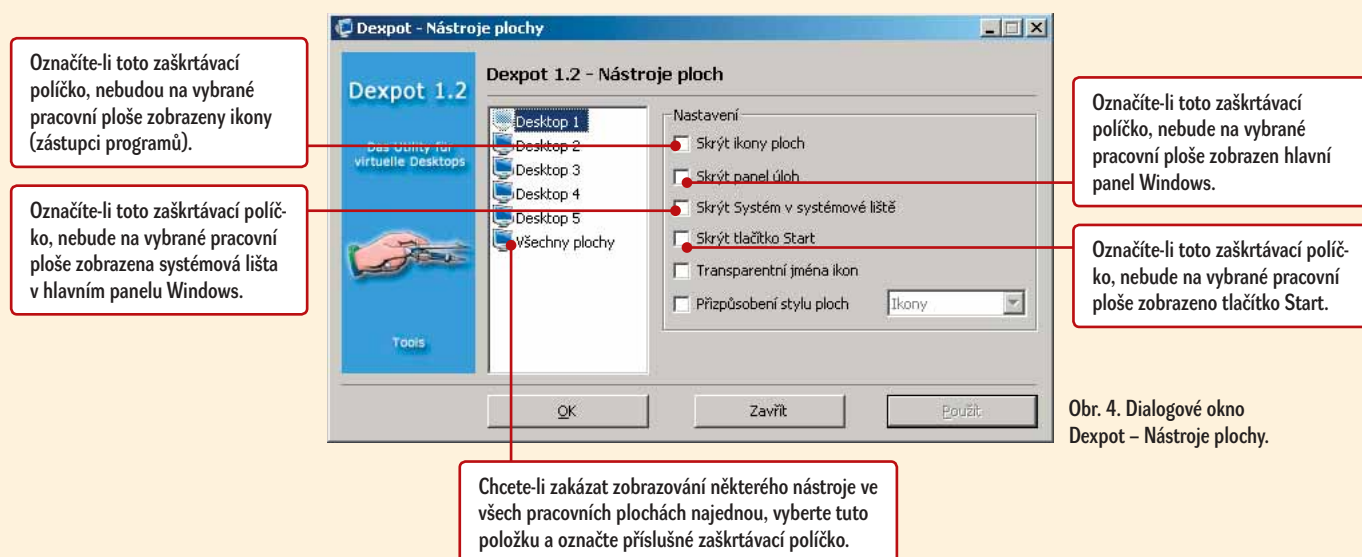 Dexpot - Nástroje plochy
Označíte-li toto zaškrtávací
políčko, nebudou na vybrané
pracovní ploše zobrazeny ikony
(zástupci programů).
Označíte-li toto zaškrtávací políč-
ko, nebude na vybrané pracovní
ploše zobrazena systémová lišta
v hlavním panelu Windows.
Dexpot 1.2
Das Utility für
virtuelle Desktops
Tools
Dexpot 1.2 - Nástroje ploch
Desktop 1
Desktop 2
Desktop 3
Desktop 4
Desktop 5
Všechny plochy
Nastavení
Skrýt ikony ploch
Skrýt panel úloh
Skrýt Systém v systémové liště
Skrýt tlačítko Start
Transparentní jména ikon
Přizpůsobení stylu ploch
Ikony
OK
Zavřít
Použít
Označíte-li toto zaškrtávací
políčko, nebude na vybrané
pracovní ploše zobrazen hlavní
panel Windows.
Označíte-li toto zaškrtávací políč-
ko, nebude na vybrané pracovní
ploše zobrazeno tlačítko Start.
Obr. 4. Dialogové okno
Dexpot – Nástroje plochy.
Chcete-li zakázat zobrazování některého nástroje ve
všech pracovních plochách najednou, vyberte tuto
položku a označte příslušné zaškrtávací políčko.